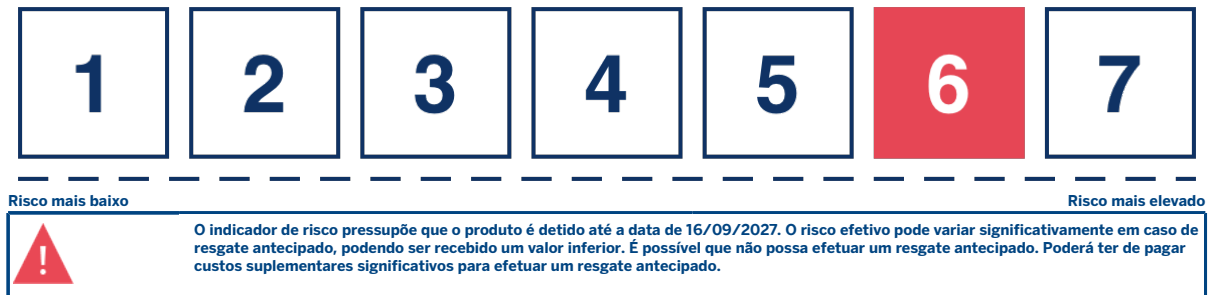 1 2 3 4 5 6 7
Risco mais baixo Risco mais elevado
!
O indicador de risco pressupõe que o produto é detido até a data de 16/09/2027. O risco efetivo pode variar significativamente em caso de
resgate antecipado, podendo ser recebido um valor inferior. É possível que não possa efetuar um resgate antecipado. Poderá ter de pagar
custos suplementares significativos para efetuar um resgate antecipado.